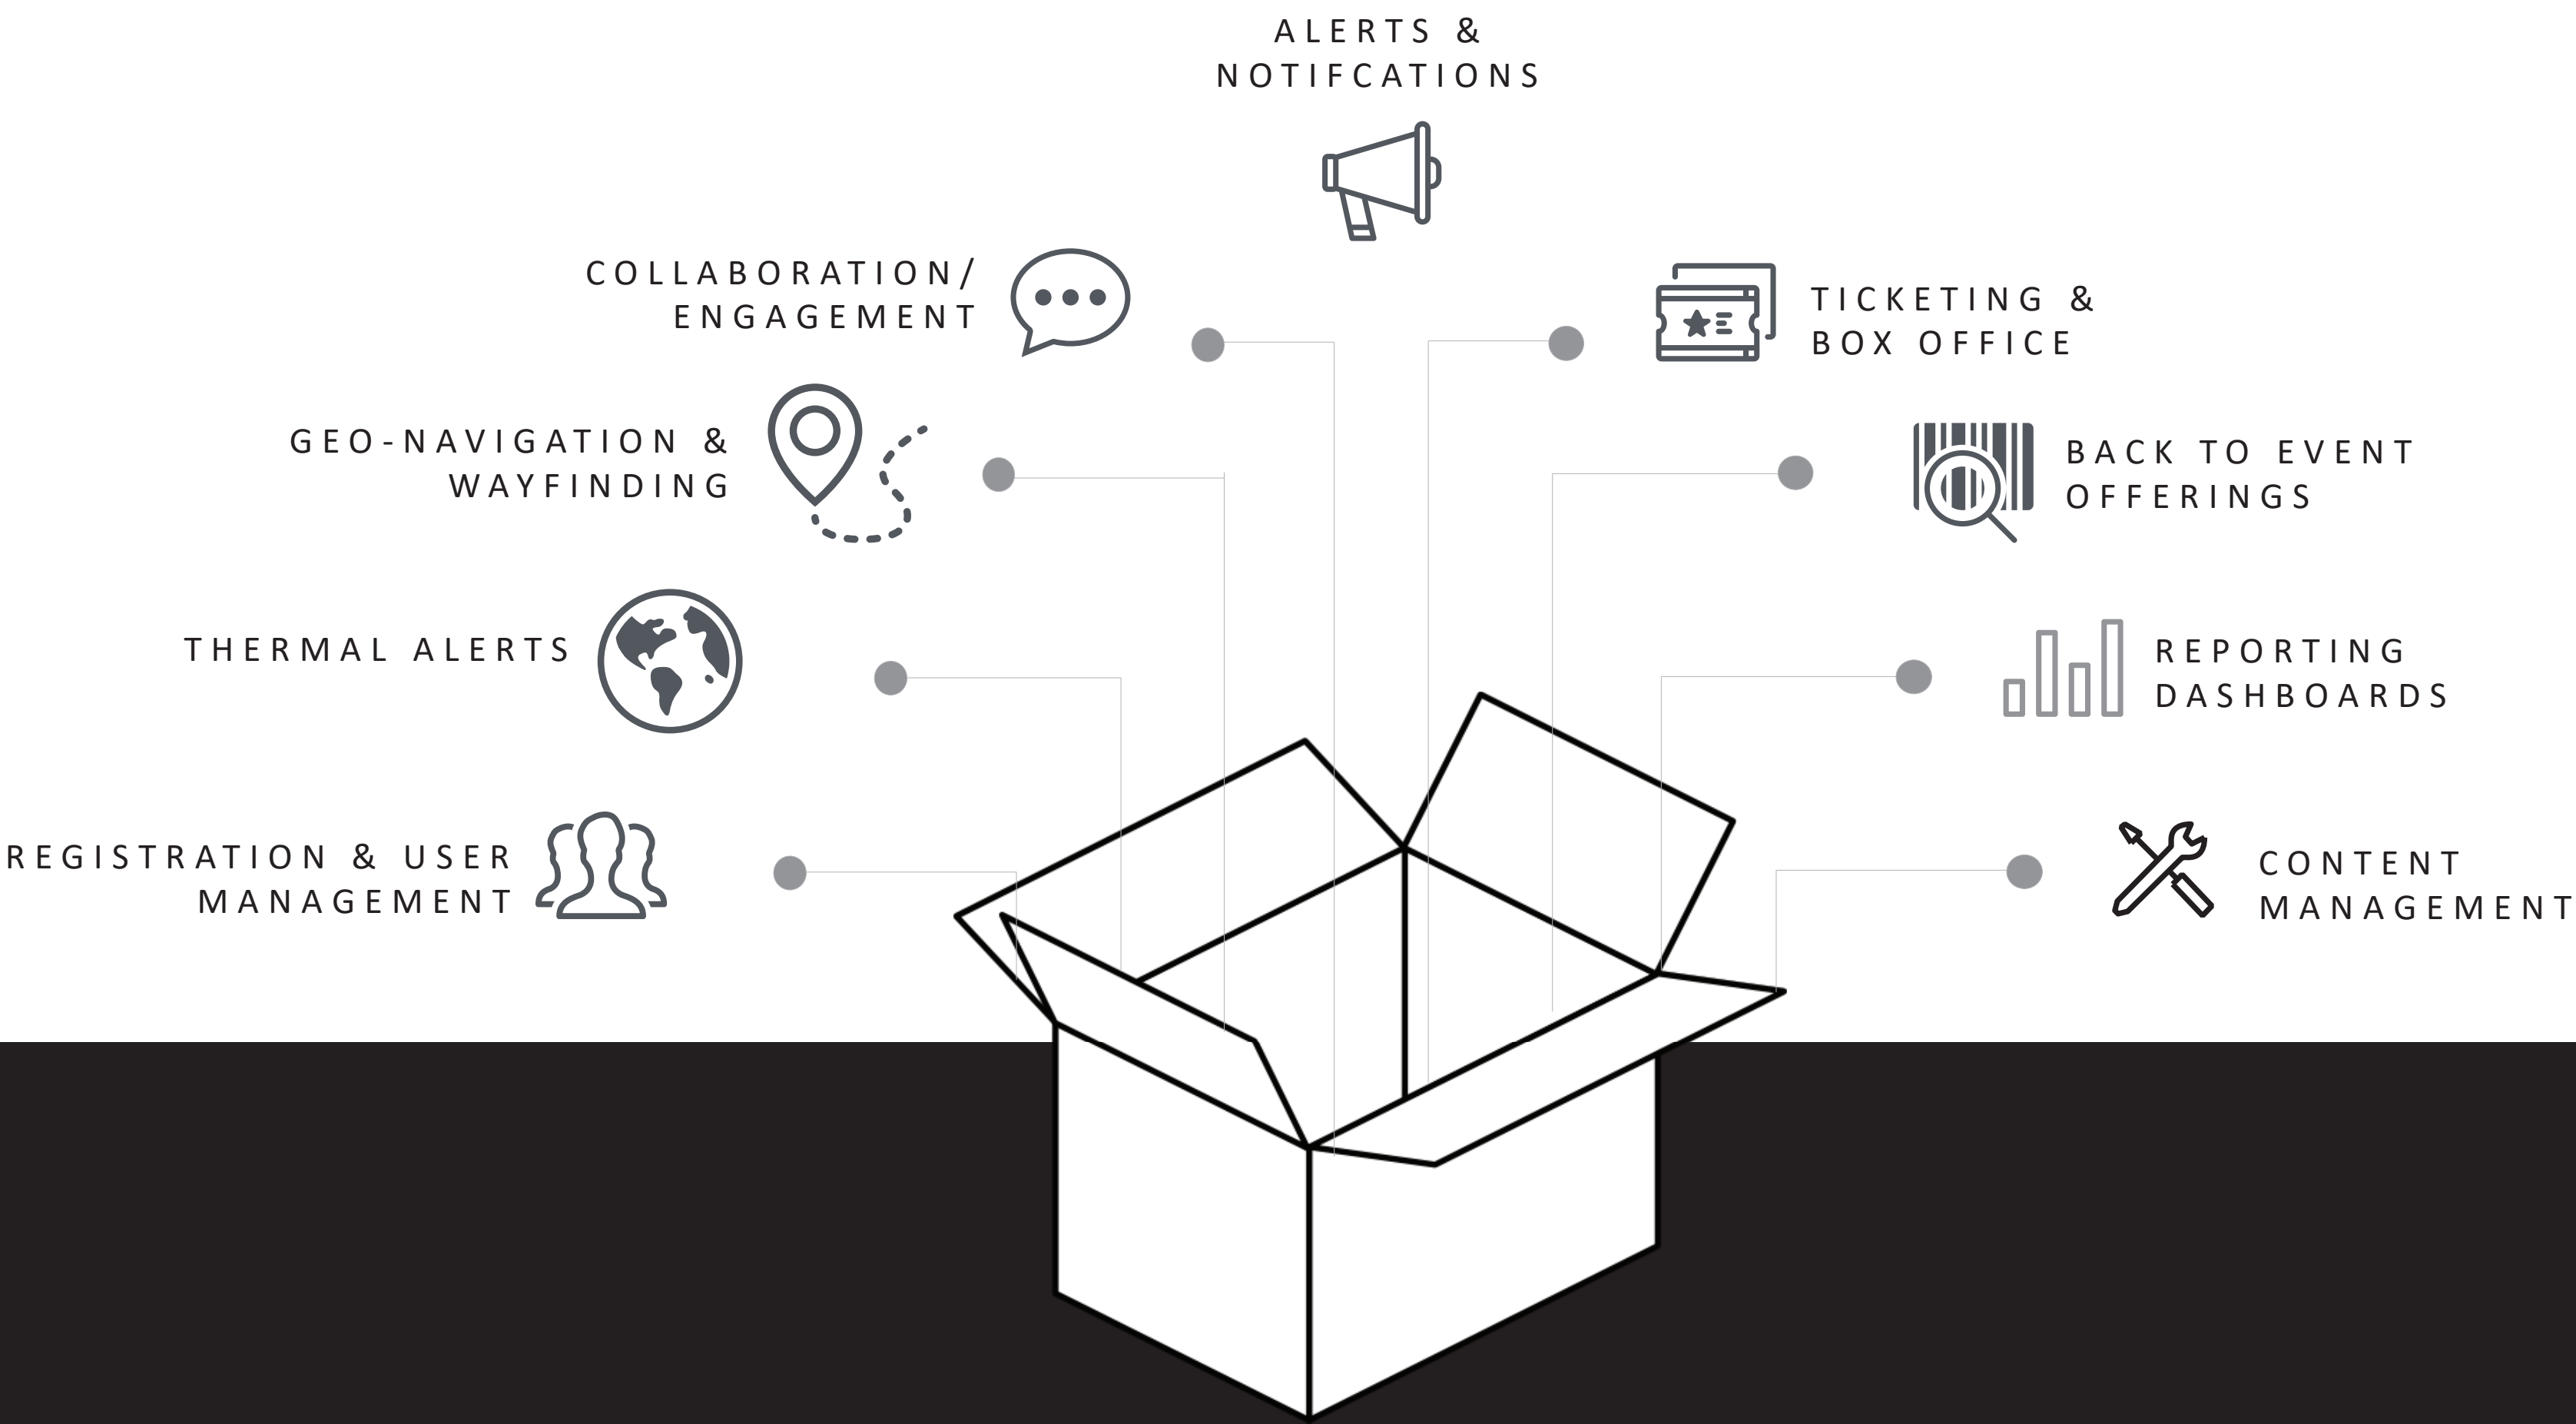 ALERTS &
NOTIFCATIONS
COLLABORATION/
ENGAGEMENT
TICKETING &
BOX OFFICE
GEO-NAVIGATION &
WAYFINDING
BACK TO EVENT
OFFERINGS
THERMAL ALERTS
REPORTING
DASHBOARDS
REGISTRATION & USER
MANAGEMENT
CONTENT
MANAGEMENT